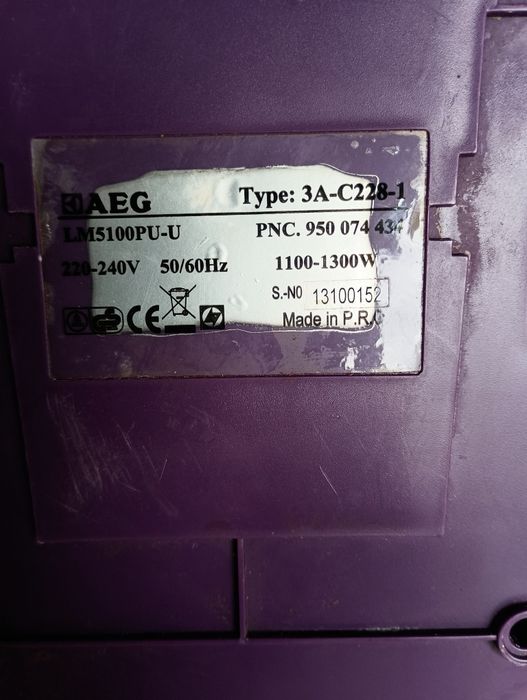 AEG Type: 3A-C228-1
LM5100PU-U PNC. 950 074 434
220-240V 50/60Hz 1100-1300W
S.-N0 13100152
CE Made in P.R.C